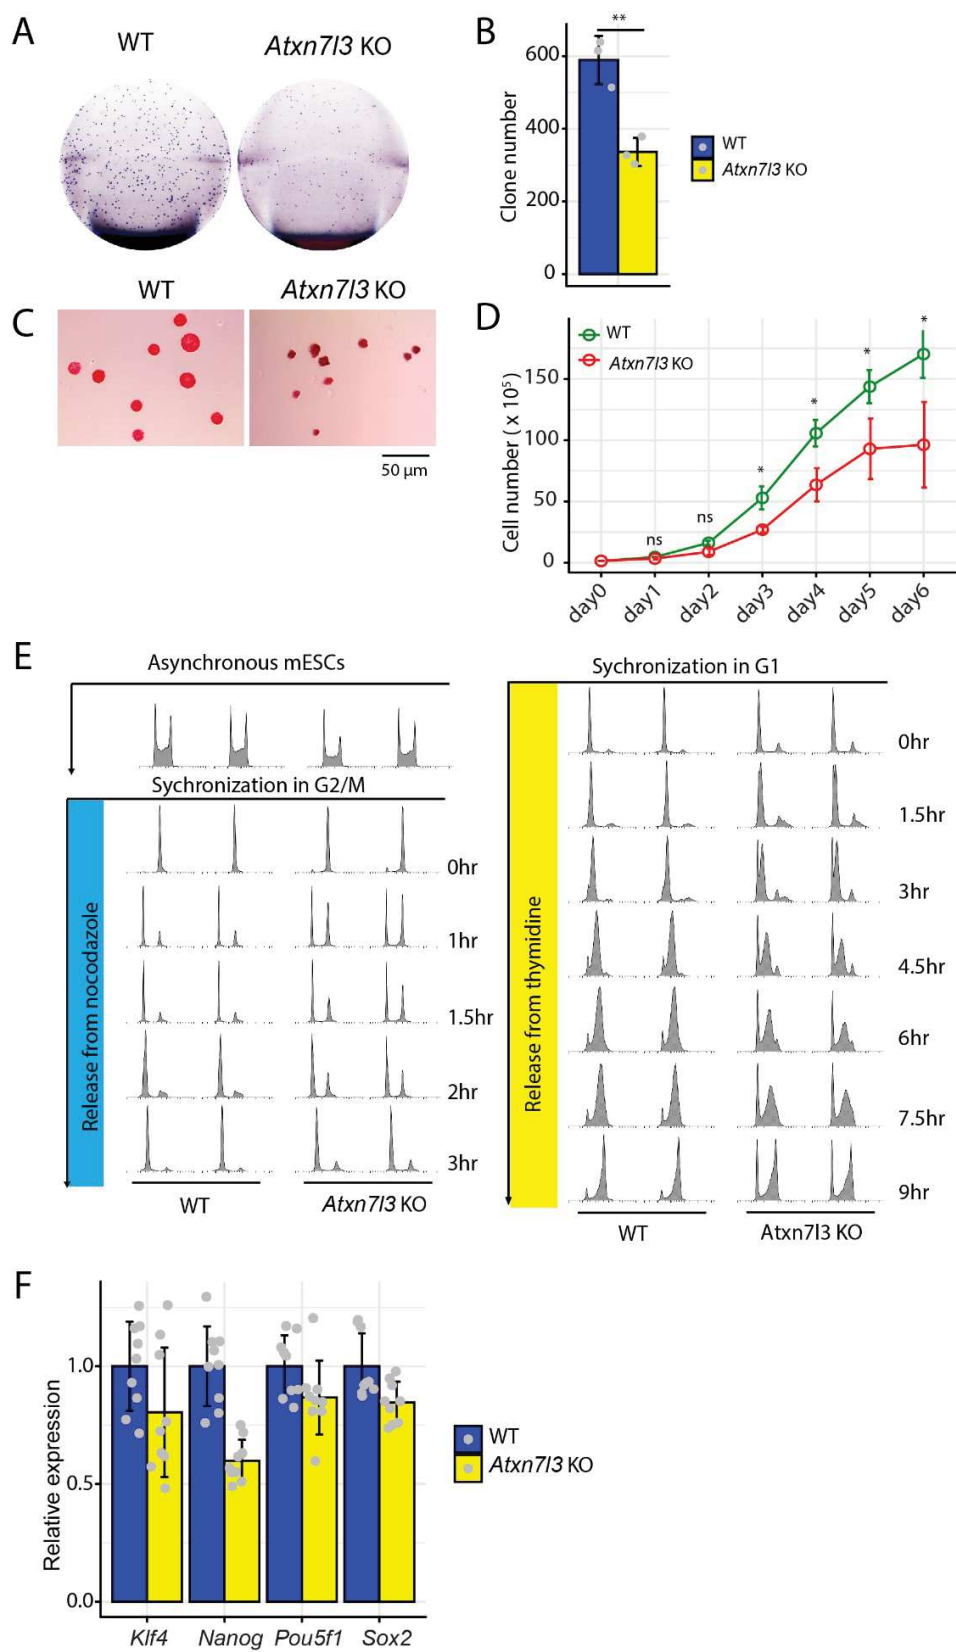 A
WT
Atxn7l3 KO
B
**
600
400
200
0
Clone number
WT
Atxn7l3 KO
C
WT
Atxn7l3 KO
50 μm
D
WT
Atxn7l3 KO
Cell number ( x 10⁵)
150
100
50
0
ns
ns
*
*
*
*
day0
day1
day2
day3
day4
day5
day6
E
Asynchronous mESCs
Sychronization in G2/M
Release from nocodazole
0hr
1hr
1.5hr
2hr
3hr
WT
Atxn7l3 KO
Sychronization in G1
Release from thymidine
0hr
1.5hr
3hr
4.5hr
6hr
7.5hr
9hr
WT
Atxn7l3 KO
F
Relative expression
1.0
0.5
0.0
Klf4
Nanog
Pou5f1
Sox2
WT
Atxn7l3 KO